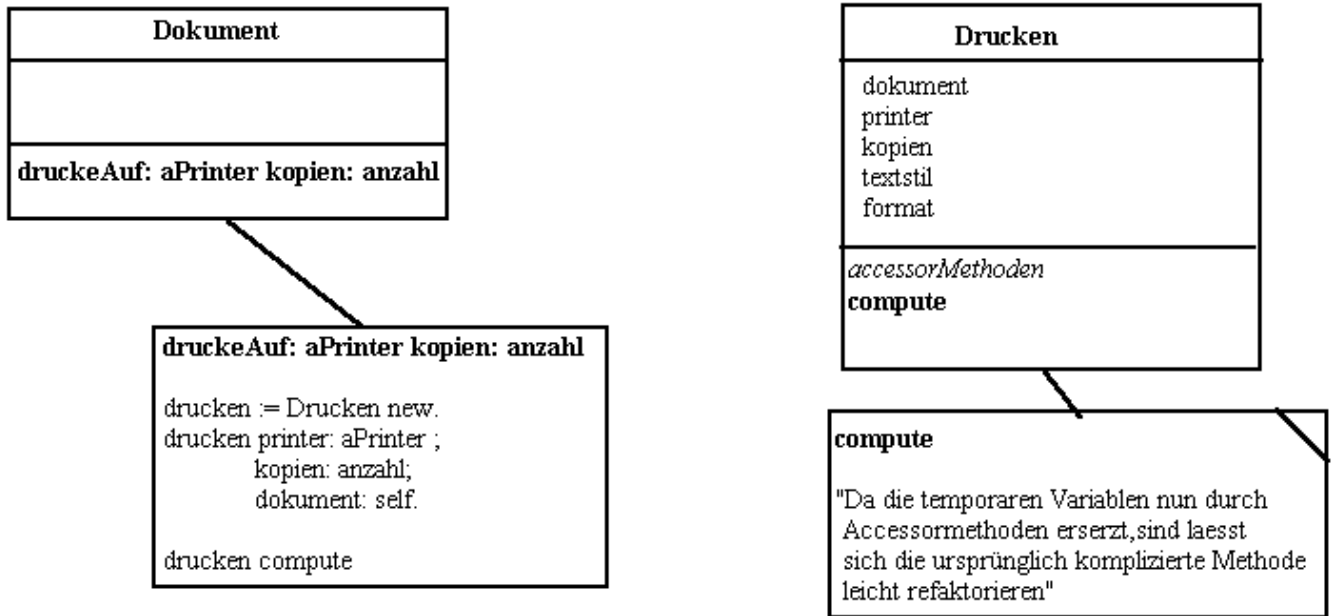 Dokument
druckeAuf: aPrinter kopien: anzahl
druckeAuf: aPrinter kopien: anzahl
drucken := Drucken new.
drucken printer: aPrinter ;
kopien: anzahl;
dokument: self.
drucken compute
Drucken
dokument
printer
kopien
textstil
format
accessorMethoden
compute
compute
"Da die temporaren Variablen nun durch
Accessormethoden erserzt,sind laesst
sich die ursprünglich komplizierte Methode
leicht refaktorieren"